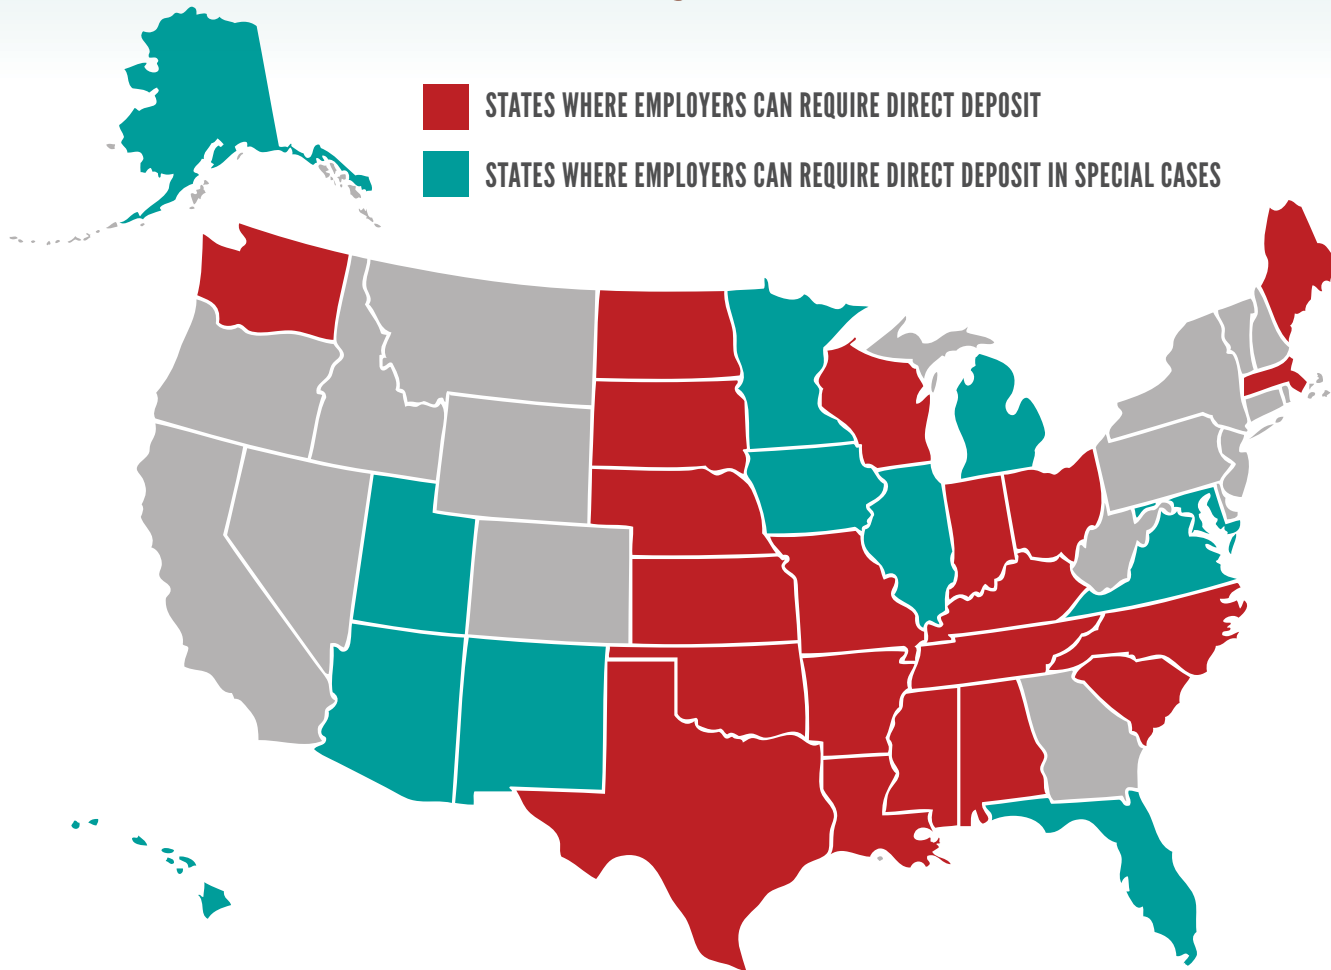 STATES WHERE EMPLOYERS CAN REQUIRE DIRECT DEPOSIT
STATES WHERE EMPLOYERS CAN REQUIRE DIRECT DEPOSIT IN SPECIAL CASES